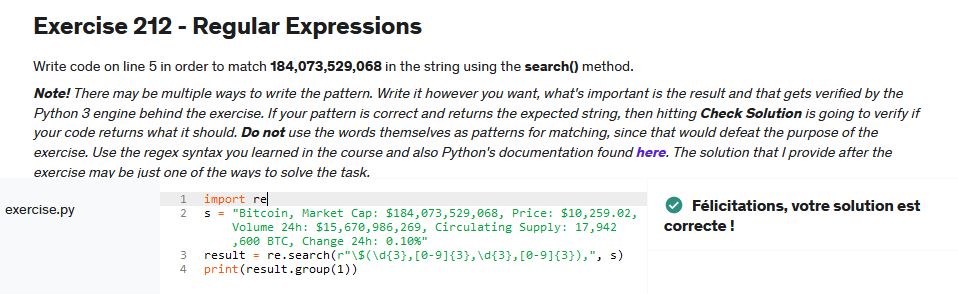 Exercise 212 - Regular Expressions
Write code on line 5 in order to match 184,073,529,068 in the string using the search() method.
Note! There may be multiple ways to write the pattern. Write it however you want, what's important is the result and that gets verified by the
Python 3 engine behind the exercise. If your pattern is correct and returns the expected string, then hitting Check Solution is going to verify if
your code returns what it should. Do not use the words themselves as patterns for matching, since that would defeat the purpose of the
exercise. Use the regex syntax you learned in the course and also Python's documentation found here. The solution that I provide after the
exercise may be just one of the ways to solve the task.
exercise.py
1 import re
2 s = "Bitcoin, Market Cap: $184,073,529,068, Price: $10,259.02,
Volume 24h: $15,670,986,269, Circulating Supply: 17,942
,600 BTC, Change 24h: 0.10%"
3 result = re.search(r"\$(\d{3},[0-9]{3},\d{3},[0-9]{3}),", s)
4 print(result.group(1))
Félicitations, votre solution est
correcte !